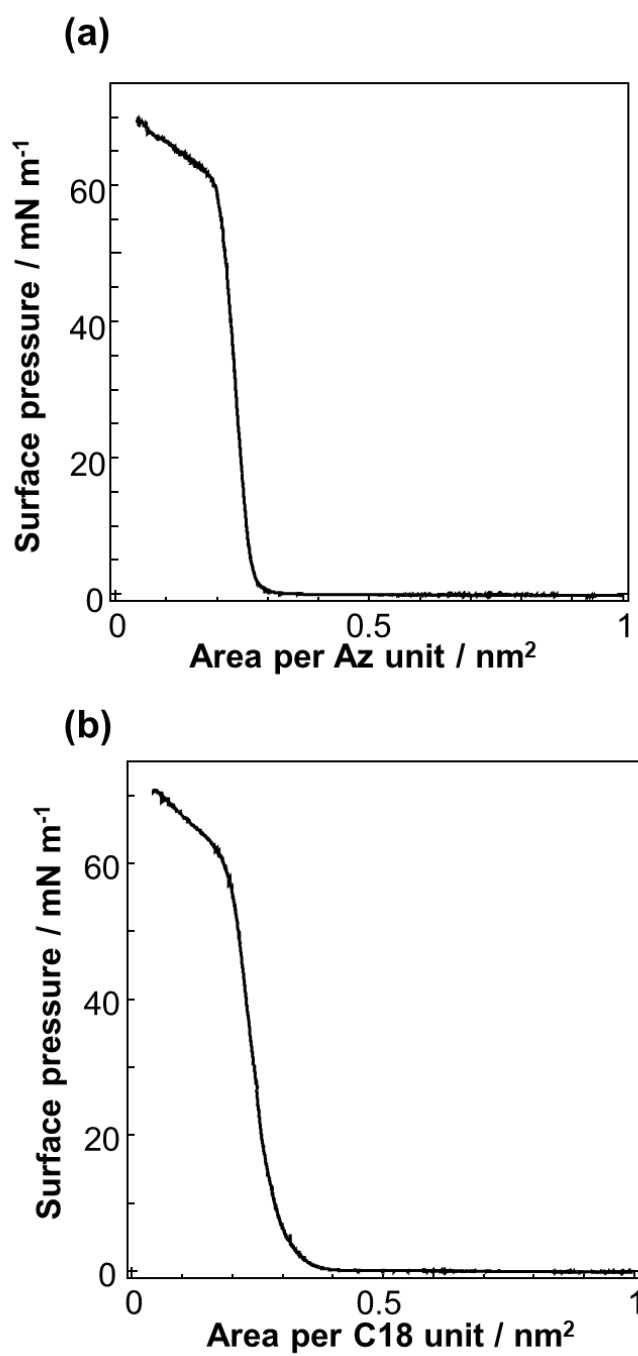 (a)
Surface pressure / mN m⁻¹
60
40
20
0
0 0.5 1
Area per Az unit / nm²
(b)
Surface pressure / mN m⁻¹
60
40
20
0
0 0.5 1
Area per C18 unit / nm²